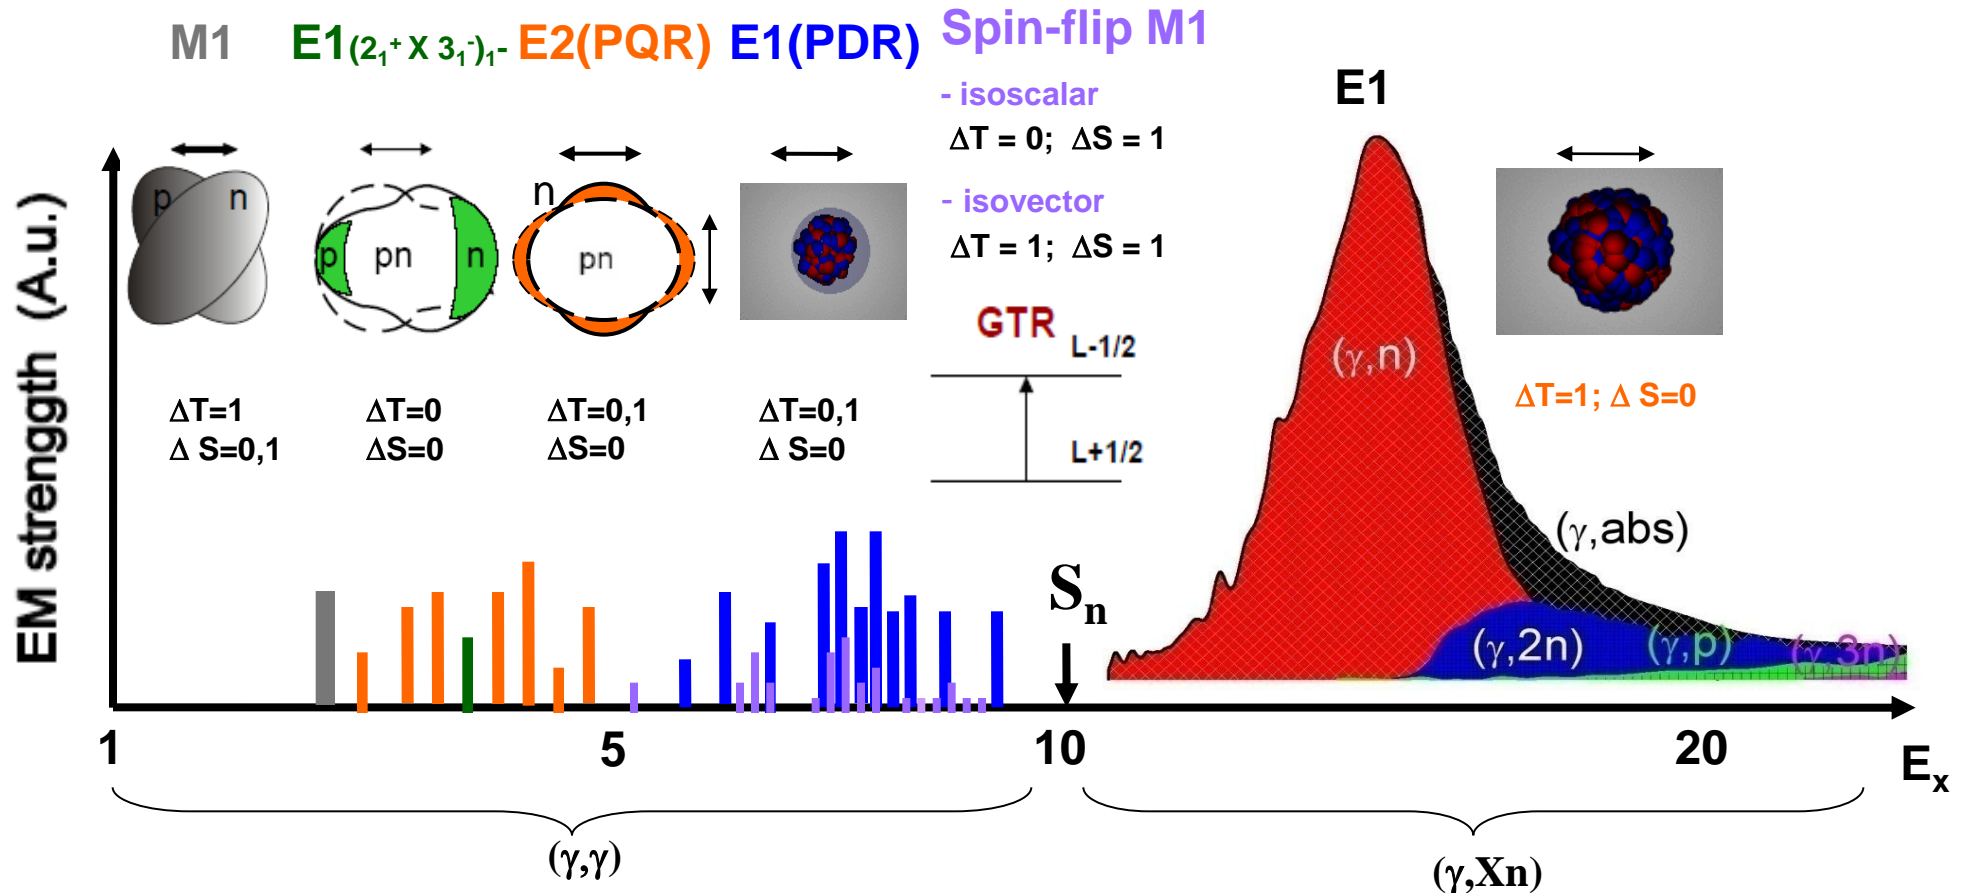 M1
E1(2₁⁺ X 3₁⁻)₁-
E2(PQR)
E1(PDR)
Spin-flip M1
- isoscalar
ΔT = 0; ΔS = 1
- isovector
ΔT = 1; ΔS = 1
E1
p n
p pn n
n
pn
GTR
L-1/2
L+1/2
ΔT=1
Δ S=0,1
ΔT=0
ΔS=0
ΔT=0,1
ΔS=0
ΔT=0,1
Δ S=0
ΔT=1; Δ S=0
EM strenggth (A.u.)
(γ,n)
(γ,abs)
(γ,2n)
(γ,p)
(γ,3n)
Sₙ
1 5 10 20
Eₓ
(γ,γ)
(γ,Xn)